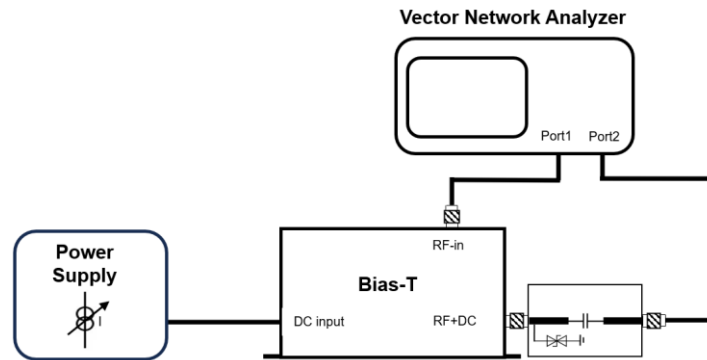 Vector Network Analyzer
Port1 Port2
RF-in
Power
Supply
I
Bias-T
DC input
RF+DC